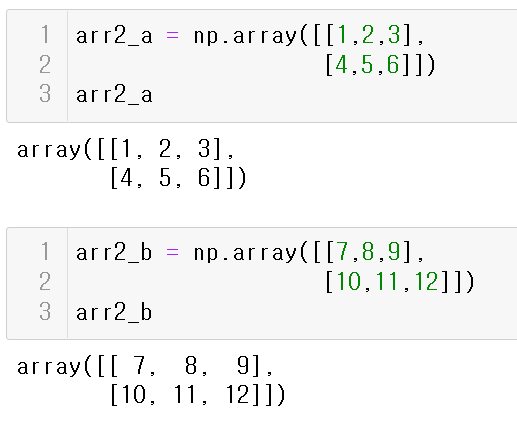 1 arr2_a = np.array([[1,2,3],
2                    [4,5,6]])
3 arr2_a
array([[1, 2, 3],
       [4, 5, 6]])
1 arr2_b = np.array([[7,8,9],
2                    [10,11,12]])
3 arr2_b
array([[ 7,  8,  9],
       [10, 11, 12]])